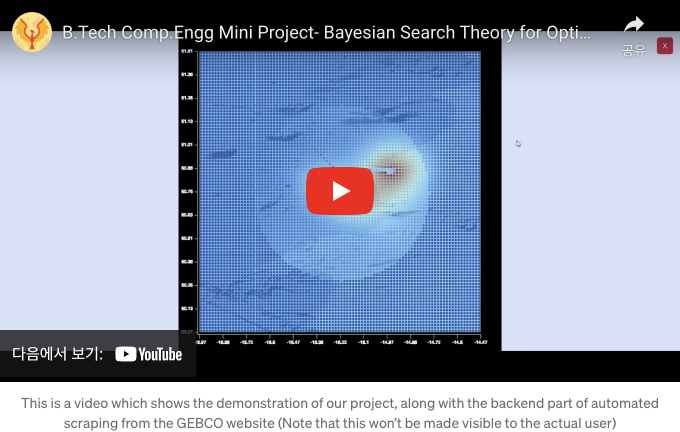 B.Tech Comp.Engg Mini Project- Bayesian Search Theory for Opti...
공유
x
다음에서 보기: YouTube
This is a video which shows the demonstration of our project, along with the backend part of automated
scraping from the GEBCO website (Note that this won't be made visible to the actual user)